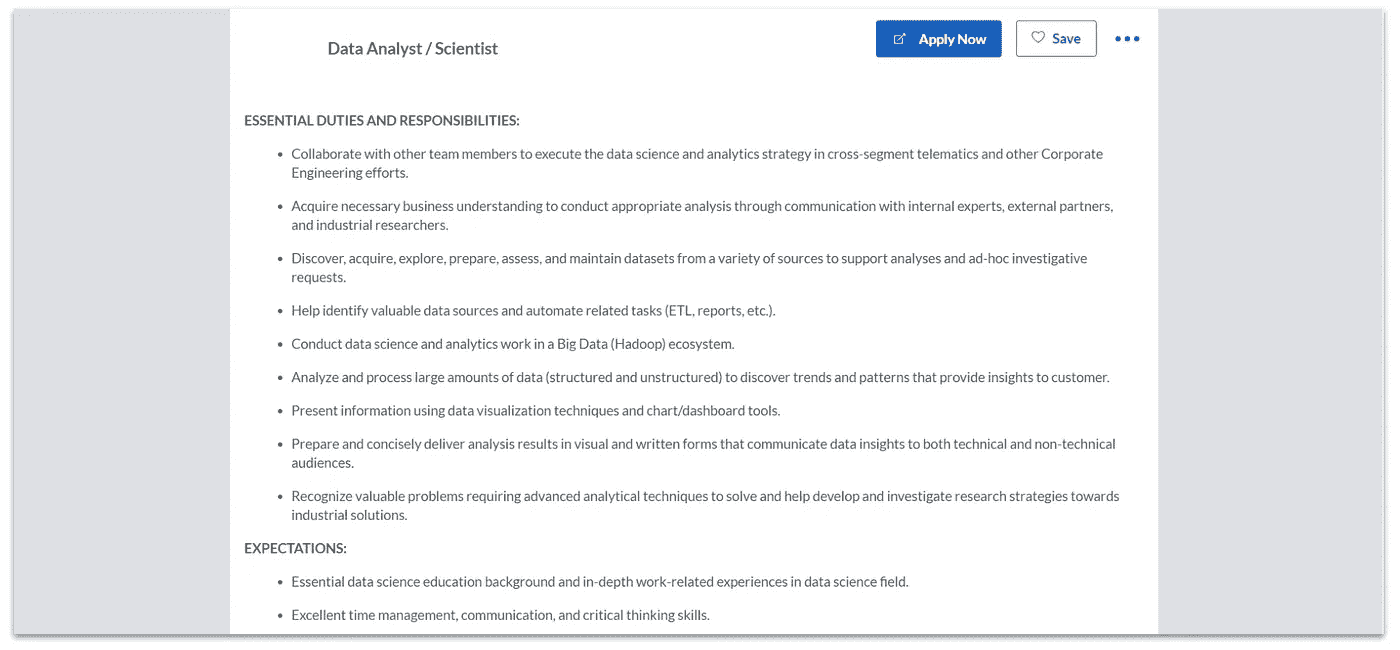 Data Analyst / Scientist
Apply Now
Save
ESSENTIAL DUTIES AND RESPONSIBILITIES:
• Collaborate with other team members to execute the data science and analytics strategy in cross-segment telematics and other Corporate
Engineering efforts.
• Acquire necessary business understanding to conduct appropriate analysis through communication with internal experts, external partners,
and industrial researchers.
• Discover, acquire, explore, prepare, assess, and maintain datasets from a variety of sources to support analyses and ad-hoc investigative
requests.
• Help identify valuable data sources and automate related tasks (ETL, reports, etc.).
• Conduct data science and analytics work in a Big Data (Hadoop) ecosystem.
• Analyze and process large amounts of data (structured and unstructured) to discover trends and patterns that provide insights to customer.
• Present information using data visualization techniques and chart/dashboard tools.
• Prepare and concisely deliver analysis results in visual and written forms that communicate data insights to both technical and non-technical
audiences.
• Recognize valuable problems requiring advanced analytical techniques to solve and help develop and investigate research strategies towards
industrial solutions.
EXPECTATIONS:
• Essential data science education background and in-depth work-related experiences in data science field.
• Excellent time management, communication, and critical thinking skills.